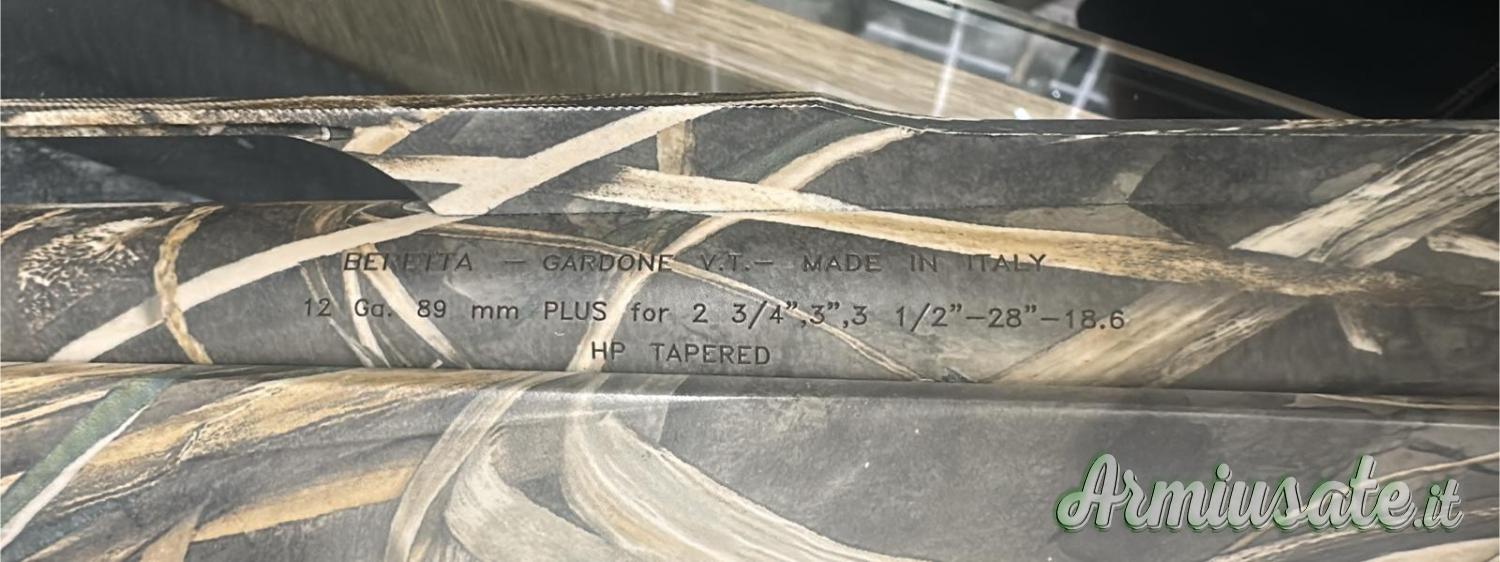 BERETTA – GARDONE V.T.– MADE IN ITALY
12 Ga. 89 mm PLUS for 2 3/4”,3”,3 1/2”–28”–18.6
HP TAPERED
Armiusate.it